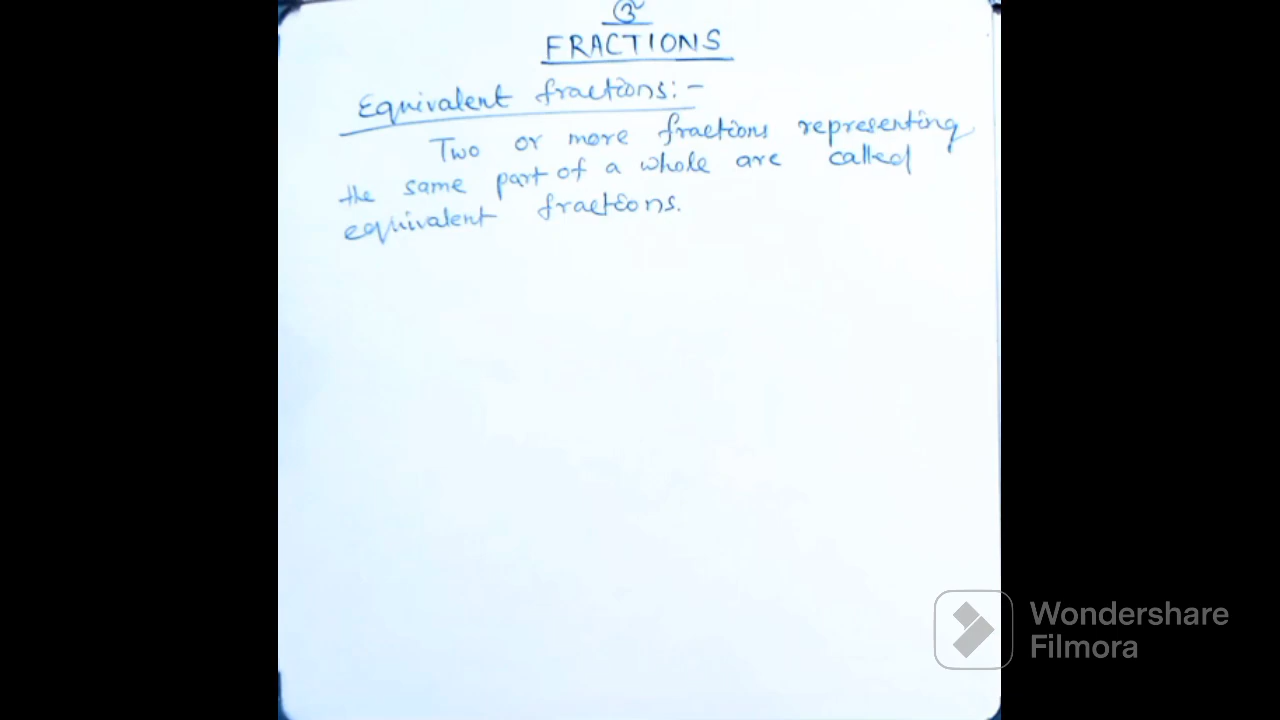 3
FRACTIONS
Equivalent fractions:-
Two or more fractions representing
the same part of a whole are called
equivalent fractions.
Wondershare
Filmora